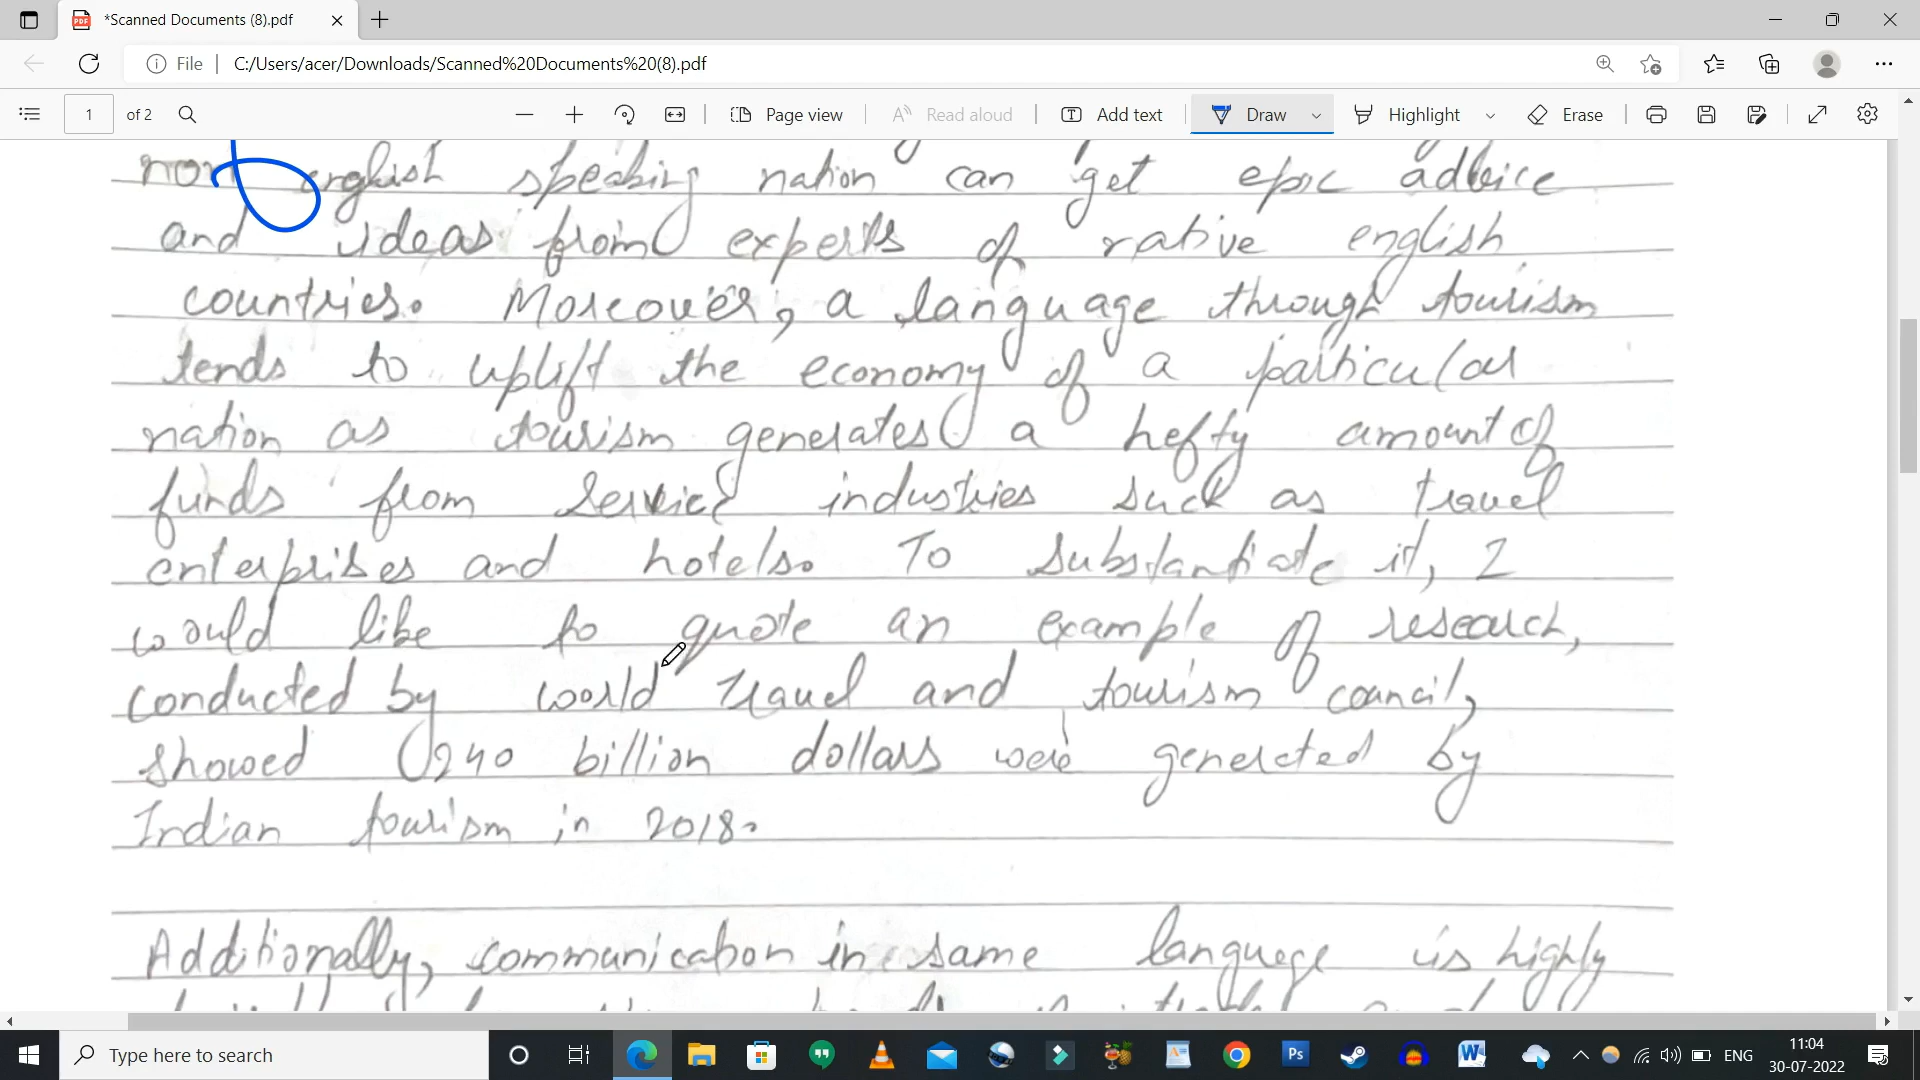 *Scanned Documents (8).pdf
File C:/Users/acer/Downloads/Scanned%20Documents%20(8).pdf
1 of 2 Page view Read aloud Add text Draw Highlight Erase
non english speaking nation can get epic advice
and ideas from experts of native english
countries. Moreover, a language through tourism
tends to uplift the economy of a particular
nation as tourism generates a hefty amount of
funds from service industries such as travel
enterprises and hotels. To substantiate it, I
would like to quote an example of research,
conducted by world travel and tourism council,
showed 240 billion dollars were generated by
Indian tourism in 2018.
Additionally, communication in same language is highly
Type here to search
ENG
11:04
30-07-2022